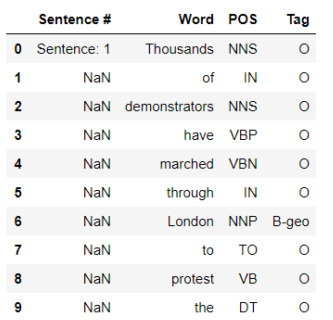 Sentence # Word POS Tag
0 Sentence: 1 Thousands NNS O
1 NaN of IN O
2 NaN demonstrators NNS O
3 NaN have VBP O
4 NaN marched VBN O
5 NaN through IN O
6 NaN London NNP B-geo
7 NaN to TO O
8 NaN protest VB O
9 NaN the DT O